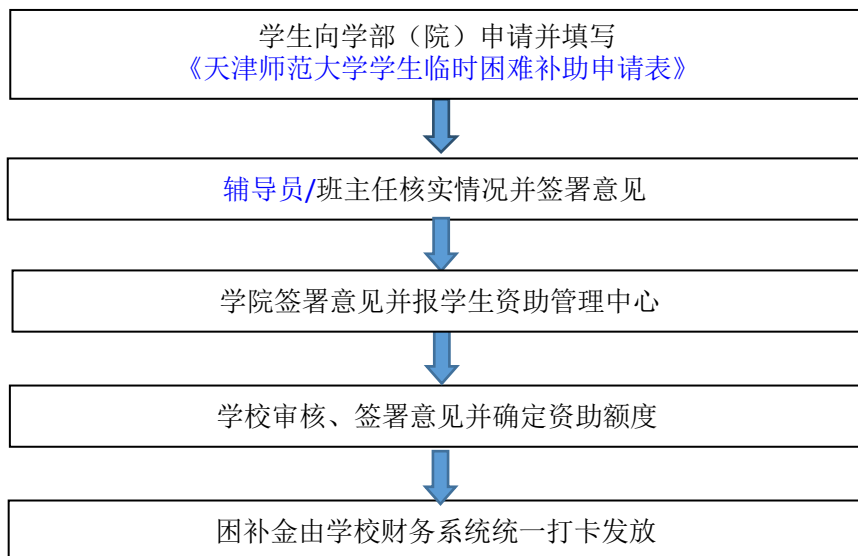 学生向学部（院）申请并填写
《天津师范大学学生临时困难补助申请表》
辅导员/班主任核实情况并签署意见
学院签署意见并报学生资助管理中心
学校审核、签署意见并确定资助额度
困补金由学校财务系统统一打卡发放